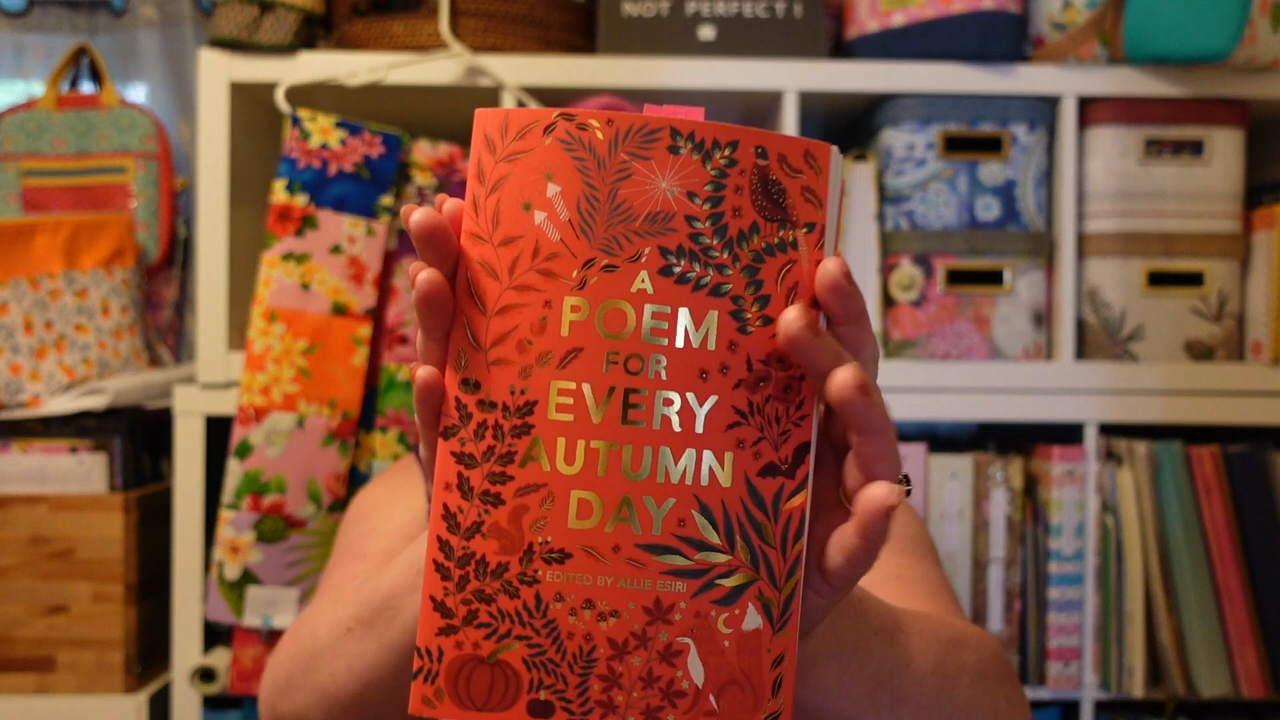 NOT PERFECT!
A
POEM
FOR
EVERY
AUTUMN
DAY
EDITED BY ALLIE ESIRI